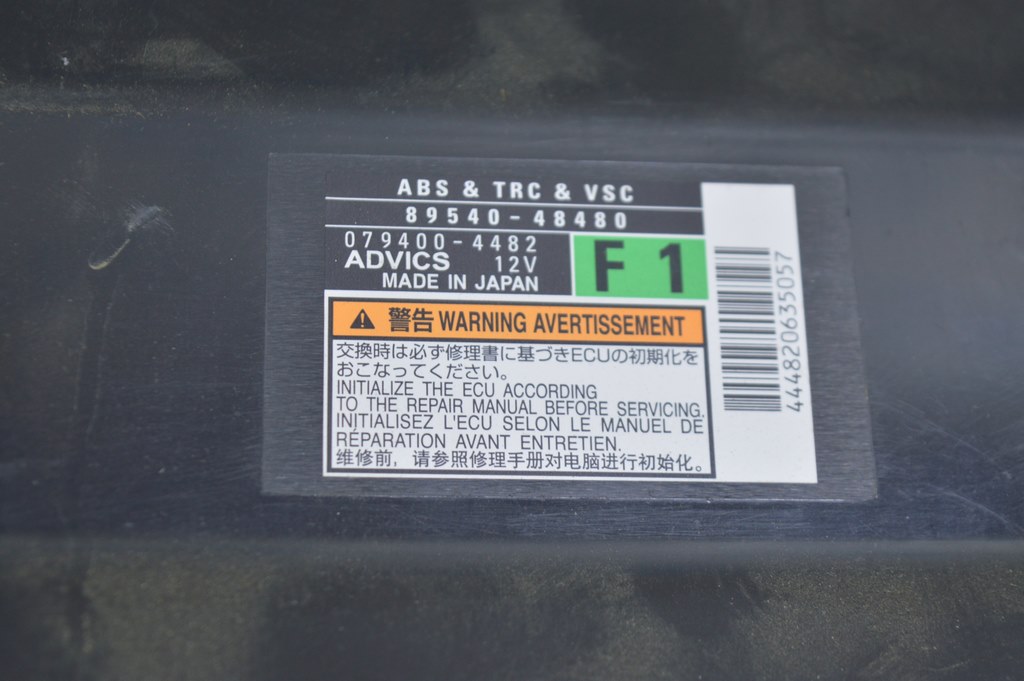 ABS & TRC & VSC
89540-48480
079400-4482
ADVICS 12V
MADE IN JAPAN
F1
警告 WARNING AVERTISSEMENT
交換時は必ず修理書に基づきECUの初期化を
おこなってください。
INITIALIZE THE ECU ACCORDING
TO THE REPAIR MANUAL BEFORE SERVICING.
INITIALISEZ L'ECU SELON LE MANUEL DE
RÉPARATION AVANT ENTRETIEN.
维修前，请参照修理手册对电脑进行初始化。
444820635057